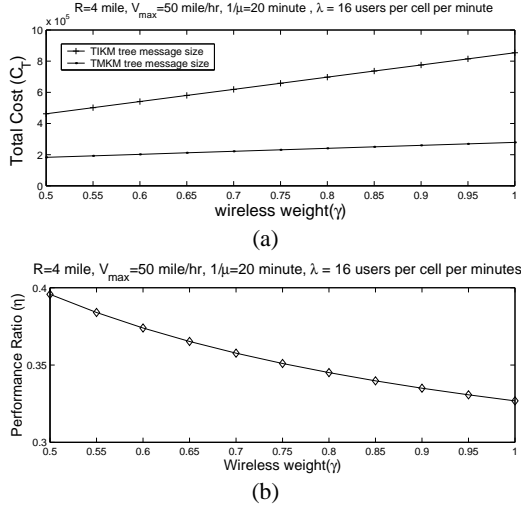 R=4 mile, V_max=50 mile/hr, 1/μ=20 minute , λ = 16 users per cell per minute
x 10^5
10
8
6
4
2
0
Total Cost (C_T)
TIKM tree message size
TMKM tree message size
0.5 0.55 0.6 0.65 0.7 0.75 0.8 0.85 0.9 0.95 1
wireless weight(γ)
(a)
R=4 mile, V_max=50 mile/hr, 1/μ=20 minute, λ = 16 users per cell per minutes
0.4
0.35
0.3
Performance Ratio (η)
0.5 0.55 0.6 0.65 0.7 0.75 0.8 0.85 0.9 0.95 1
Wireless weight(γ)
(b)